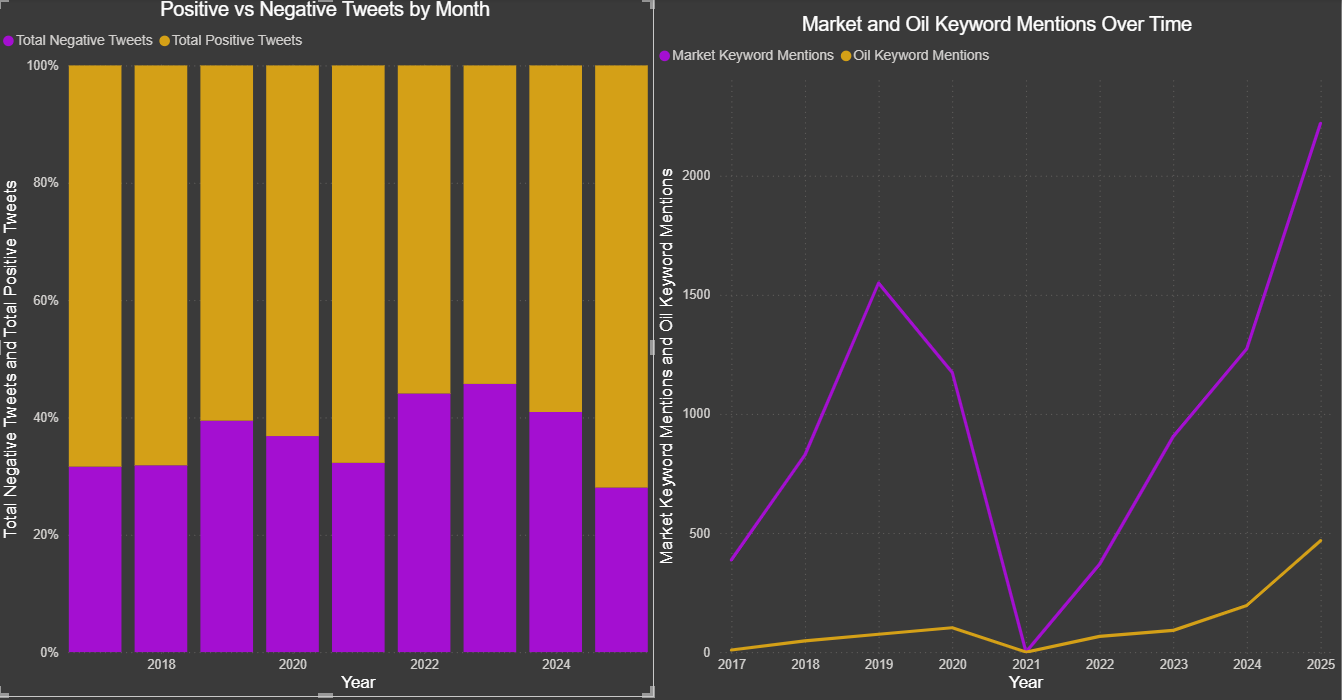 Positive vs Negative Tweets by Month
Total Negative Tweets Total Positive Tweets
Total Negative Tweets and Total Positive Tweets
100%
80%
60%
40%
20%
0%
2018 2020 2022 2024
Year
Market and Oil Keyword Mentions Over Time
Market Keyword Mentions Oil Keyword Mentions
Market Keyword Mentions and Oil Keyword Mentions
2000
1500
1000
500
0
2017 2018 2019 2020 2021 2022 2023 2024 2025
Year